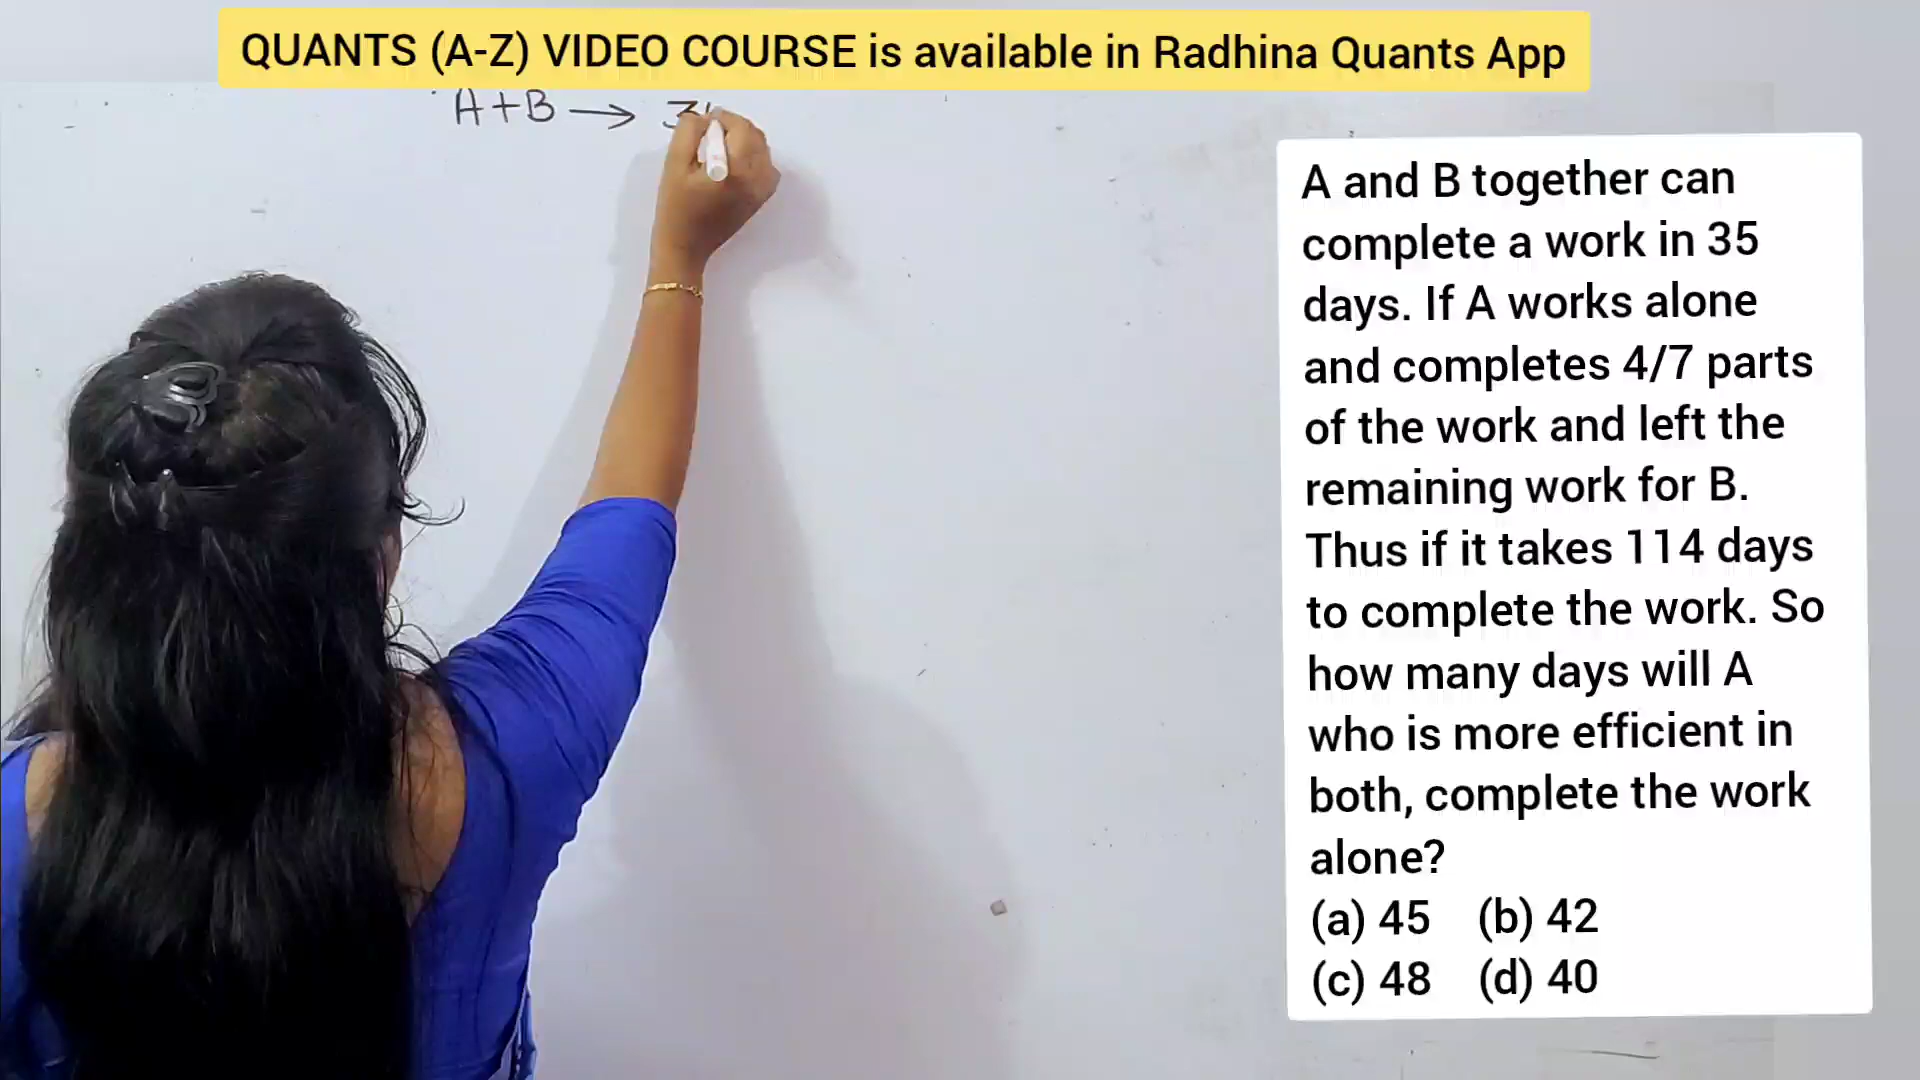 QUANTS (A-Z) VIDEO COURSE is available in Radhina Quants App
A+B → 3
A and B together can
complete a work in 35
days. If A works alone
and completes 4/7 parts
of the work and left the
remaining work for B.
Thus if it takes 114 days
to complete the work. So
how many days will A
who is more efficient in
both, complete the work
alone?
(a) 45 (b) 42
(c) 48 (d) 40